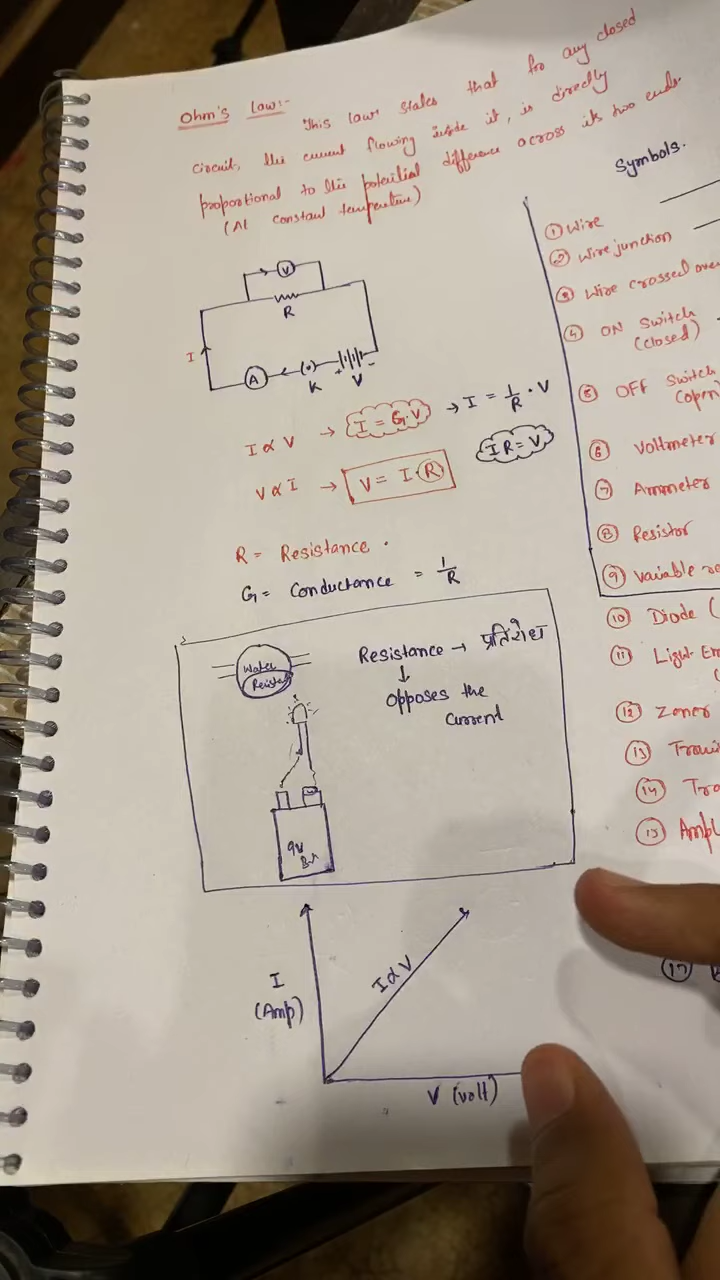 Ohm's Law:- This law states that for any closed
circuit, the current flowing inside it, is directly
proportional to the potential difference across its two ends.
(At constant temperature)
V
R
I
A
K
+ V -
I ∝ V → I = G·V → I = 1/R · V
IR = V
V ∝ I → V = I R
R = Resistance
G = Conductance = 1/R
Water
Resistance →
↓
opposes the
current
9V
I
(Amp)
I ∝ V
V (volt)
Symbols.
① Wire
② Wire junction
③ Wire crossed over
④ ON Switch
(closed)
⑤ OFF Switch
(open)
⑥ Voltmeter
⑦ Ammeter
⑧ Resistor
⑨ Variable
⑩ Diode (
⑪ Light-Em
⑫ Zener
⑬
⑭
⑮ Ampl
⑰